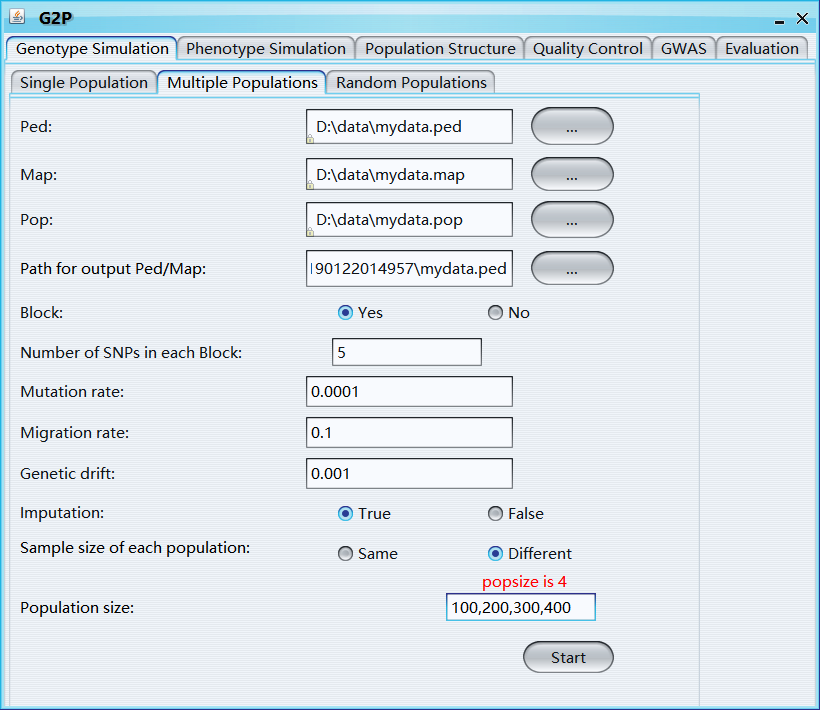 G2P
Genotype Simulation Phenotype Simulation Population Structure Quality Control GWAS Evaluation
Single Population Multiple Populations Random Populations
Ped: D:\data\mydata.ped ...
Map: D:\data\mydata.map ...
Pop: D:\data\mydata.pop ...
Path for output Ped/Map: 90122014957\mydata.ped ...
Block: Yes No
Number of SNPs in each Block: 5
Mutation rate: 0.0001
Migration rate: 0.1
Genetic drift: 0.001
Imputation: True False
Sample size of each population: Same Different
popsize is 4
Population size: 100,200,300,400
Start